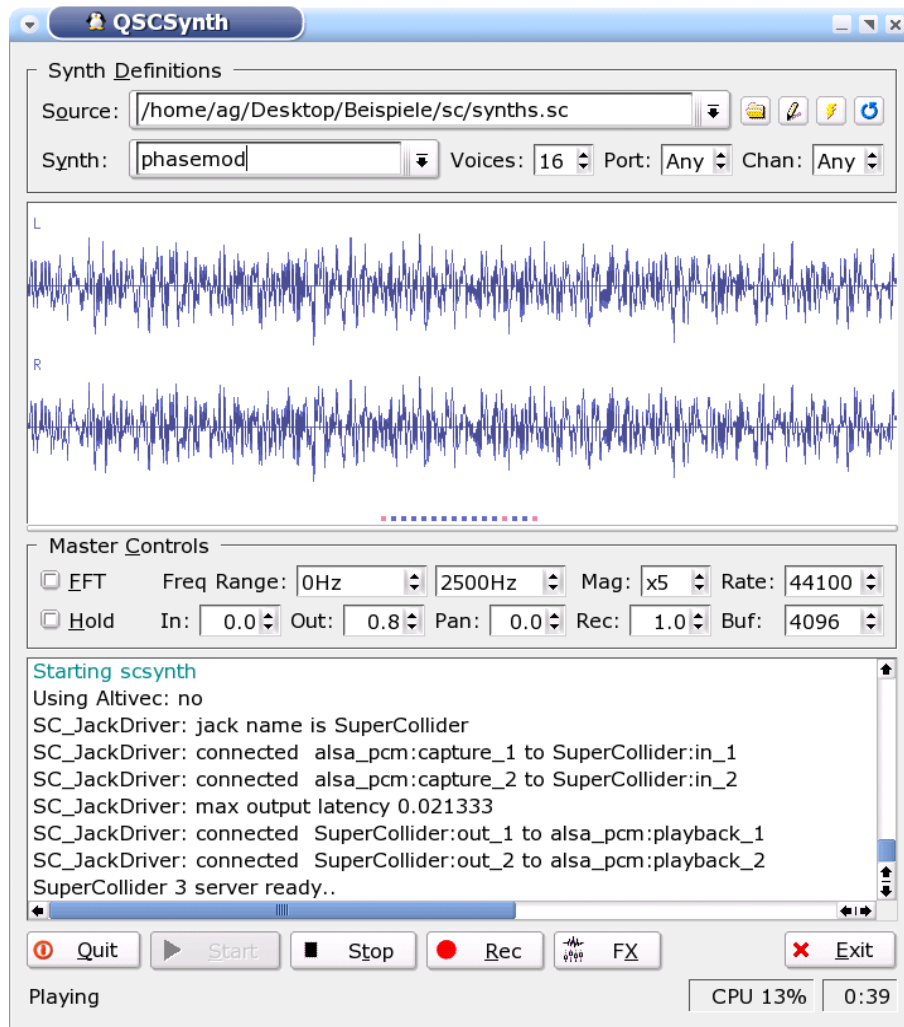 QSCSynth
Synth Definitions
Source: /home/ag/Desktop/Beispiele/sc/synths.sc
Synth: phasemod Voices: 16 Port: Any Chan: Any
L
R
Master Controls
FFT Freq Range: 0Hz 2500Hz Mag: x5 Rate: 44100
Hold In: 0.0 Out: 0.8 Pan: 0.0 Rec: 1.0 Buf: 4096
Starting scsynth
Using Altivec: no
SC_JackDriver: jack name is SuperCollider
SC_JackDriver: connected  alsa_pcm:capture_1 to SuperCollider:in_1
SC_JackDriver: connected  alsa_pcm:capture_2 to SuperCollider:in_2
SC_JackDriver: max output latency 0.021333
SC_JackDriver: connected  SuperCollider:out_1 to alsa_pcm:playback_1
SC_JackDriver: connected  SuperCollider:out_2 to alsa_pcm:playback_2
SuperCollider 3 server ready..
Quit Start Stop Rec FX Exit
Playing CPU 13% 0:39